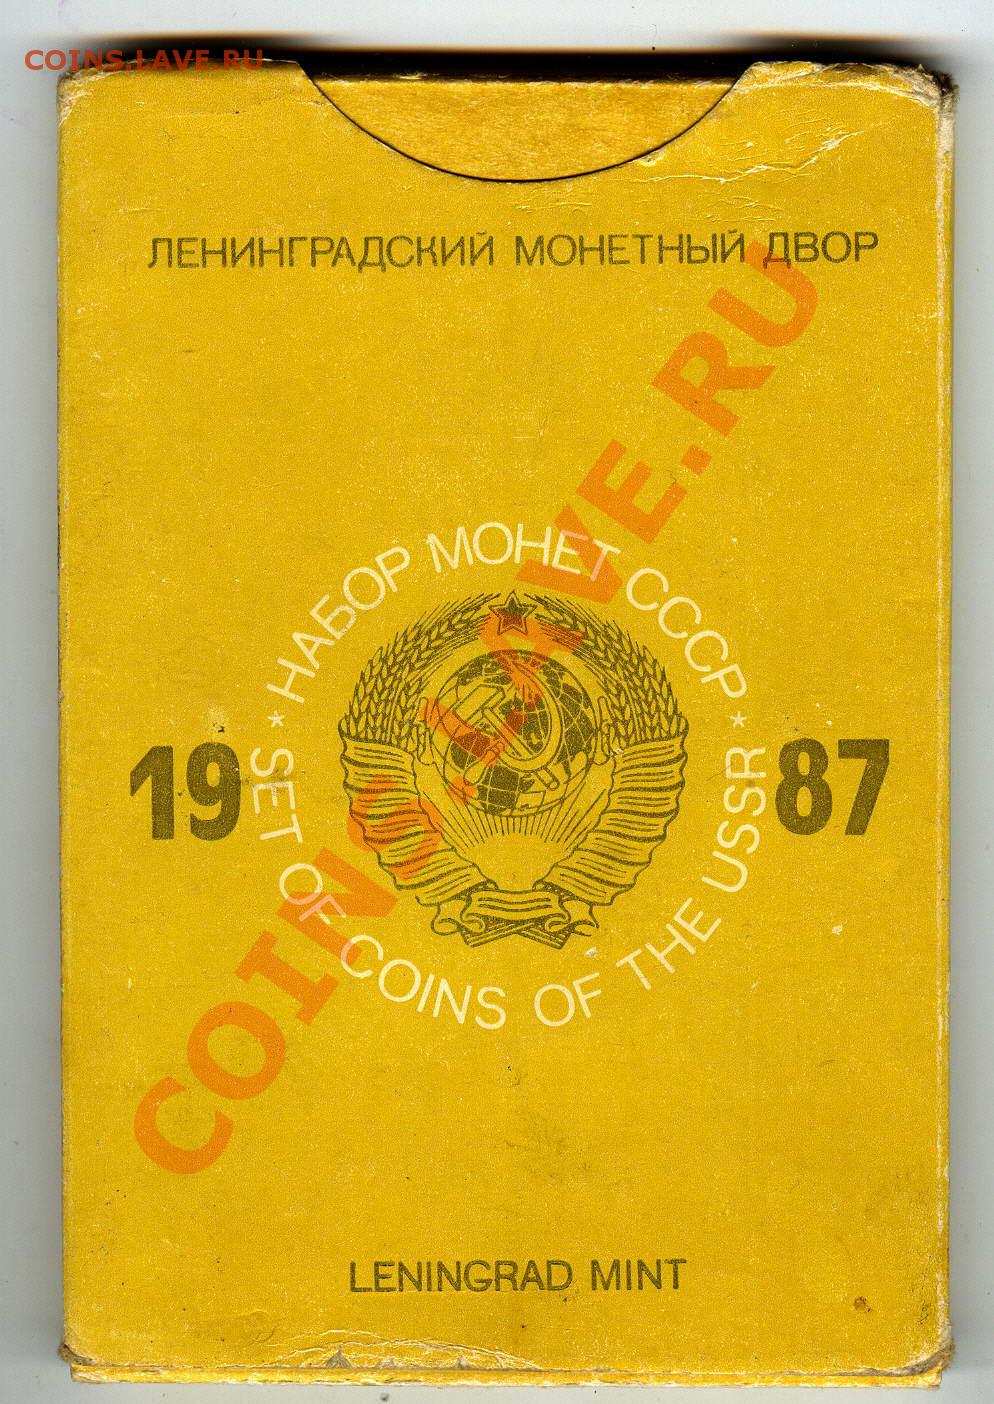 COINS.LAVE.RU
ЛЕНИНГРАДСКИЙ МОНЕТНЫЙ ДВОР
НАБОР МОНЕТ СССР
19 87
* SET OF COINS OF THE USSR *
LENINGRAD MINT
COINS.LAVE.RU